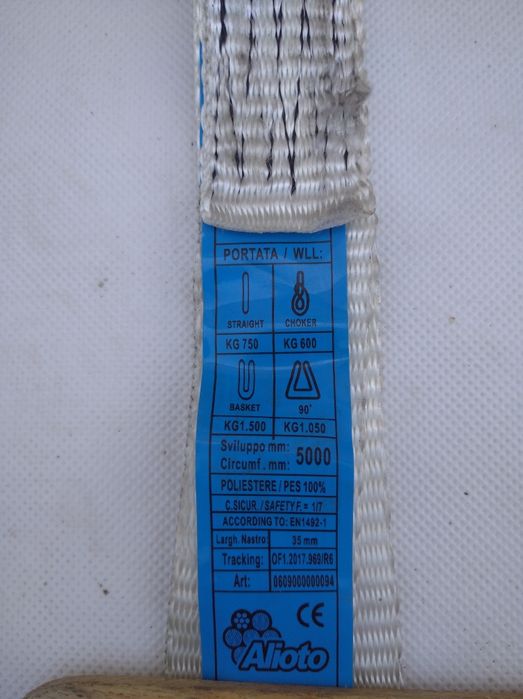 PORTATA / WLL:
STRAIGHT CHOKER
KG 750 KG 600
BASKET 90°
KG1.500 KG1.050
Sviluppo mm:
Circumf. mm: 5000
POLIESTERE / PES 100%
C.SICUR. / SAFETY F. = 1/7
ACCORDING TO: EN1492-1
Largh. Nastro: 35 mm
Tracking: OF1.2017.969/R6
Art: 0609000000094
CE
Alioto